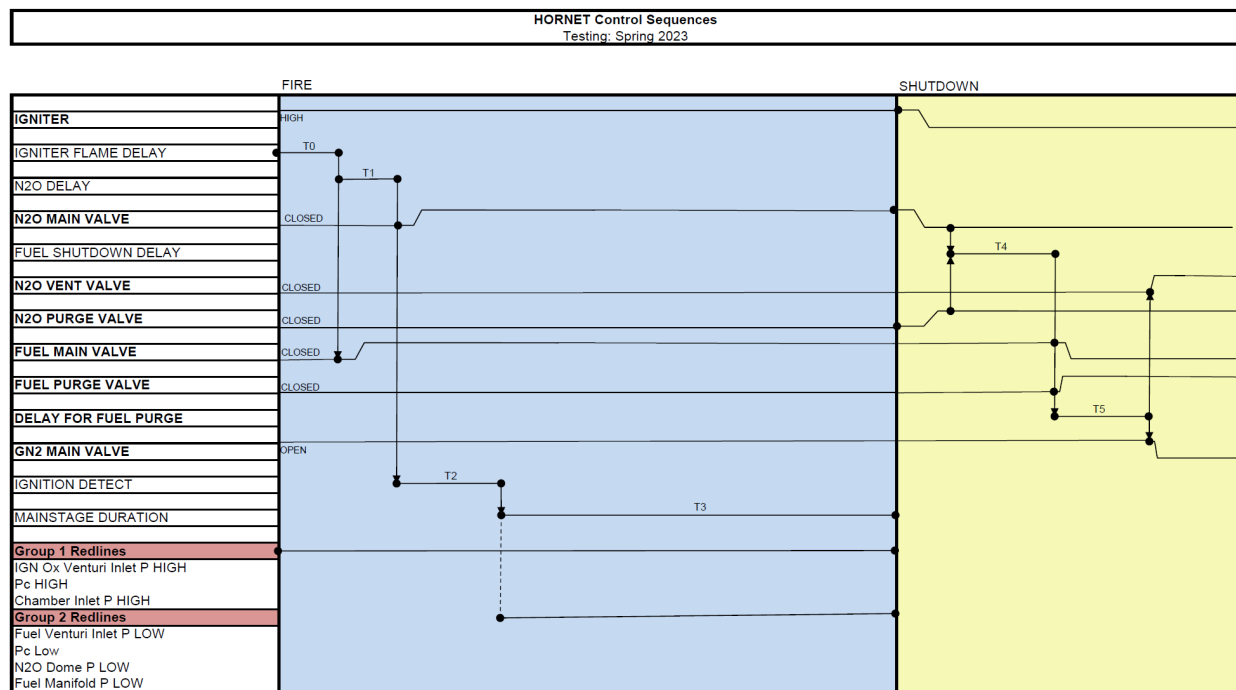 HORNET Control Sequences
Testing: Spring 2023
FIRE
SHUTDOWN
IGNITER
HIGH
IGNITER FLAME DELAY
T0
T1
N2O DELAY
N2O MAIN VALVE
CLOSED
FUEL SHUTDOWN DELAY
T4
N2O VENT VALVE
CLOSED
N2O PURGE VALVE
CLOSED
FUEL MAIN VALVE
CLOSED
FUEL PURGE VALVE
CLOSED
DELAY FOR FUEL PURGE
T5
GN2 MAIN VALVE
OPEN
IGNITION DETECT
T2
MAINSTAGE DURATION
T3
Group 1 Redlines
IGN Ox Venturi Inlet P HIGH
Pc HIGH
Chamber Inlet P HIGH
Group 2 Redlines
Fuel Venturi Inlet P LOW
Pc Low
N2O Dome P LOW
Fuel Manifold P LOW